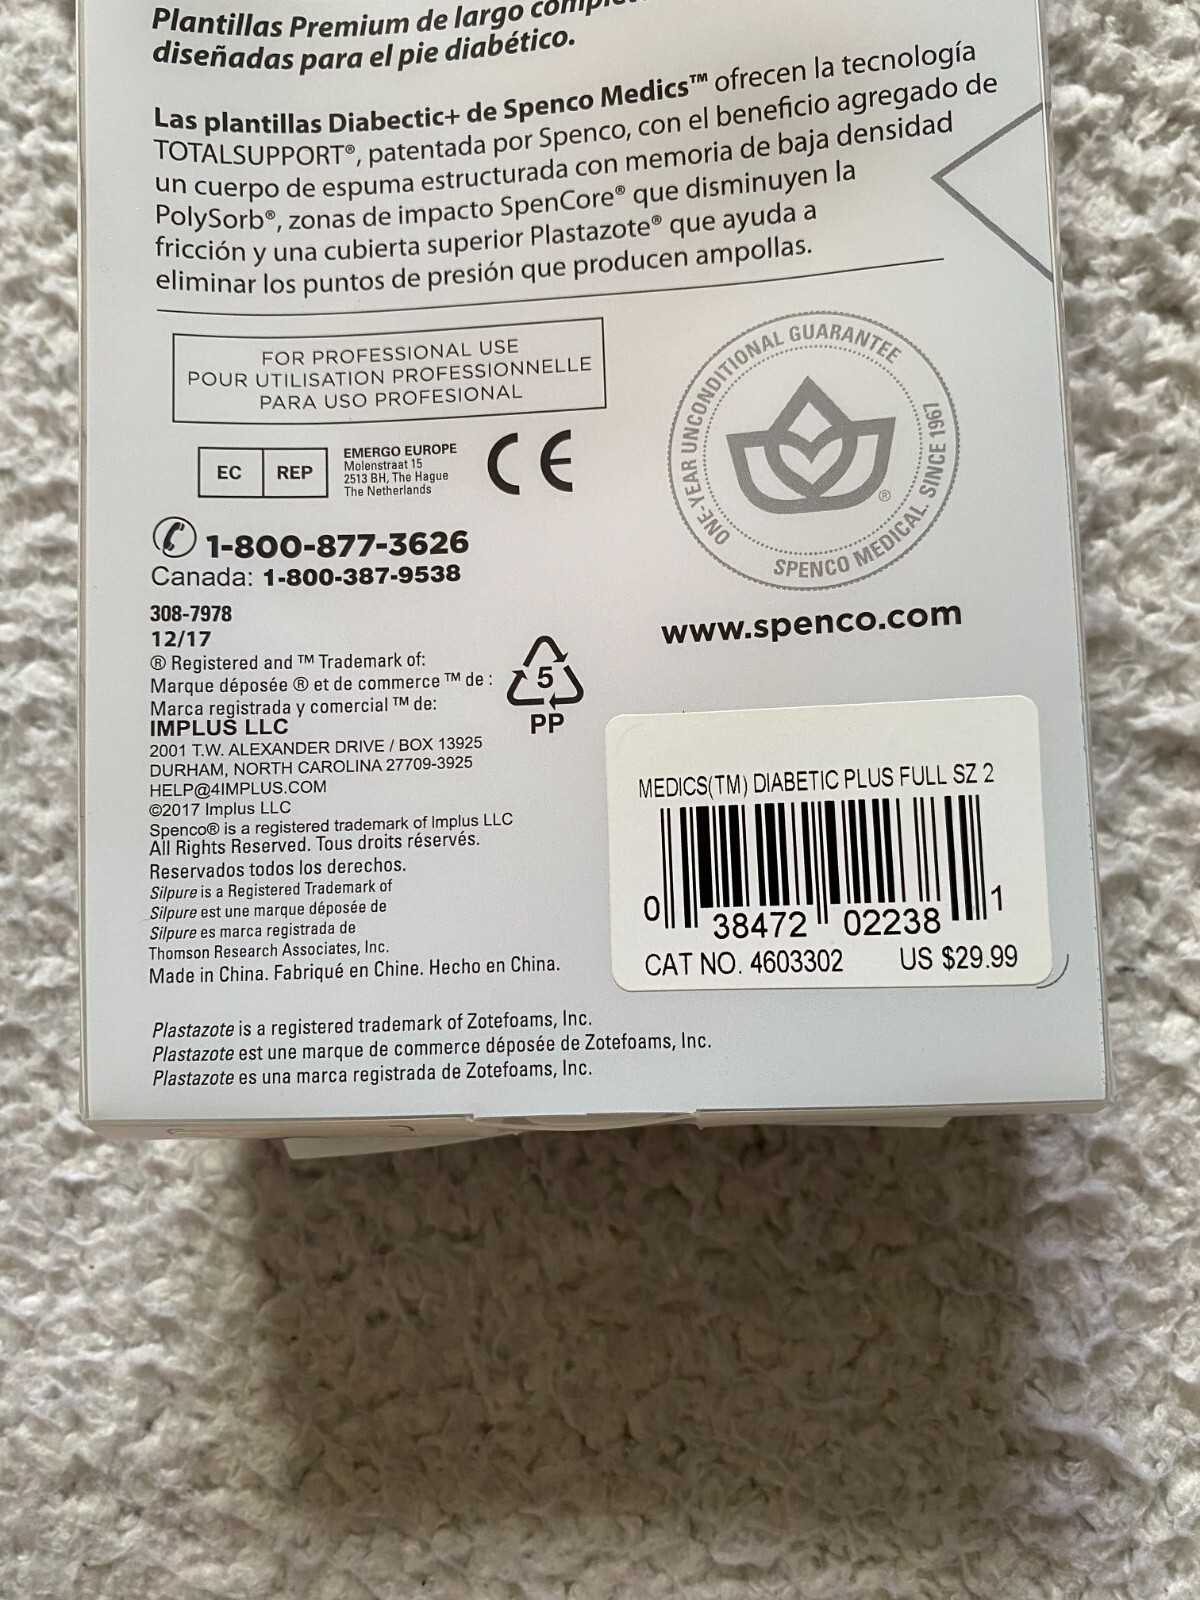 Plantillas Premium de largo
diseñadas para el pie diabético.
Las plantillas Diabectic+ de Spenco Medics™ ofrecen la tecnología
TOTALSUPPORT®, patentada por Spenco, con el beneficio agregado de
un cuerpo de espuma estructurada con memoria de baja densidad
PolySorb®, zonas de impacto SpenCore® que disminuyen la
fricción y una cubierta superior Plastazote® que ayuda a
eliminar los puntos de presión que producen ampollas.
FOR PROFESSIONAL USE
POUR UTILISATION PROFESSIONNELLE
PARA USO PROFESIONAL
EC REP
EMERGO EUROPE
Molenstraat 15
2513 BH, The Hague
The Netherlands
CE
ONE-YEAR UNCONDITIONAL GUARANTEE
SPENCO MEDICAL. SINCE 1967
®
1-800-877-3626
Canada: 1-800-387-9538
www.spenco.com
308-7978
12/17
® Registered and ™ Trademark of:
Marque déposée ® et de commerce ™ de :
Marca registrada y comercial ™ de:
IMPLUS LLC
2001 T.W. ALEXANDER DRIVE / BOX 13925
DURHAM, NORTH CAROLINA 27709-3925
HELP@4IMPLUS.COM
©2017 Implus LLC
Spenco® is a registered trademark of Implus LLC
All Rights Reserved. Tous droits réservés.
Reservados todos los derechos.
Silpure is a Registered Trademark of
Silpure est une marque déposée de
Silpure es marca registrada de
Thomson Research Associates, Inc.
Made in China. Fabriqué en Chine. Hecho en China.
5
PP
MEDICS(TM) DIABETIC PLUS FULL SZ 2
0 38472 02238 1
CAT NO. 4603302 US $29.99
Plastazote is a registered trademark of Zotefoams, Inc.
Plastazote est une marque de commerce déposée de Zotefoams, Inc.
Plastazote es una marca registrada de Zotefoams, Inc.